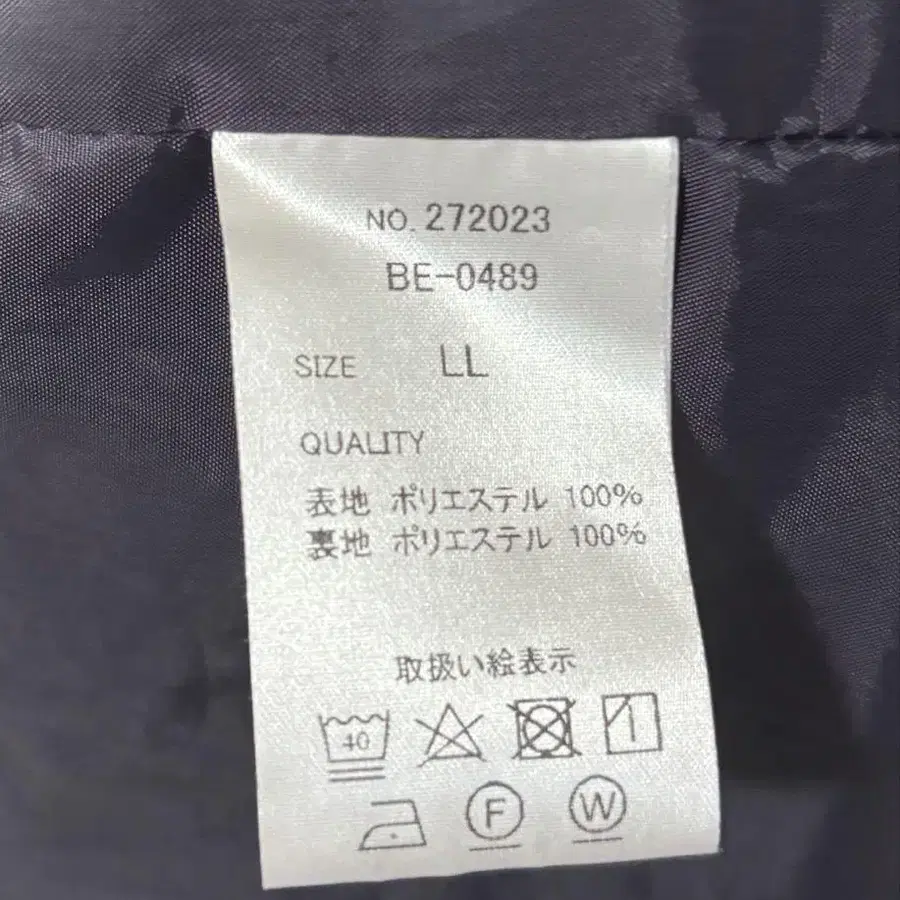 NO. 272023
BE-0489
SIZE LL
QUALITY
表地 ポリエステル 100%
裏地 ポリエステル 100%
取扱い絵表示
40
F W